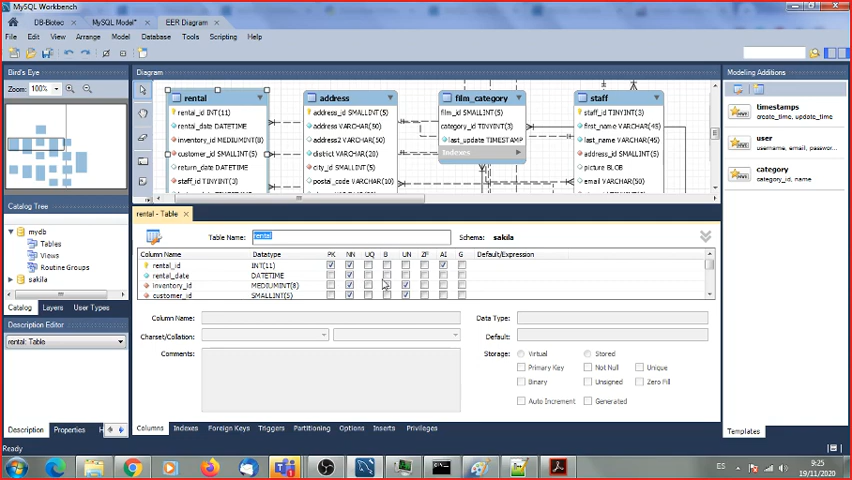 MySQL Workbench
DB-Biotec
MySQL Model*
EER Diagram
File Edit View Arrange Model Database Tools Scripting Help
Bird's Eye
Zoom: 100%
Diagram
Modeling Additions
rental
rental_id INT(11)
rental_date DATETIME
inventory_id MEDIUMINT(8)
customer_id SMALLINT(5)
return_date DATETIME
staff_id TINYINT(3)
address
address_id SMALLINT(5)
address VARCHAR(50)
address2 VARCHAR(50)
district VARCHAR(20)
city_id SMALLINT(5)
postal_code VARCHAR(10)
film_category
film_id SMALLINT(5)
category_id TINYINT(3)
last_update TIMESTAMP
Indexes
staff
staff_id TINYINT(3)
first_name VARCHAR(45)
last_name VARCHAR(45)
address_id SMALLINT(5)
picture BLOB
email VARCHAR(50)
timestamps
create_time, update_time
user
username, email, passwor...
category
category_id, name
Catalog Tree
mydb
Tables
Views
Routine Groups
sakila
Catalog Layers User Types
Description Editor
rental: Table
Description Properties
rental - Table
Table Name: rental
Schema: sakila
Column Name Datatype PK NN UQ B UN ZF AI G Default/Expression
rental_id INT(11)
rental_date DATETIME
inventory_id MEDIUMINT(8)
customer_id SMALLINT(5)
Column Name:
Data Type:
Charset/Collation:
Default:
Comments:
Storage: Virtual Stored
Primary Key Not Null Unique
Binary Unsigned Zero Fill
Auto Increment Generated
Columns Indexes Foreign Keys Triggers Partitioning Options Inserts Privileges
Templates
Ready
ES
9:25
19/11/2020